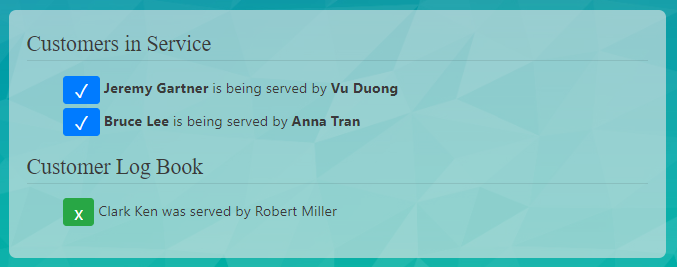 Customers in Service
✓ Jeremy Gartner is being served by Vu Duong
✓ Bruce Lee is being served by Anna Tran
Customer Log Book
x Clark Ken was served by Robert Miller